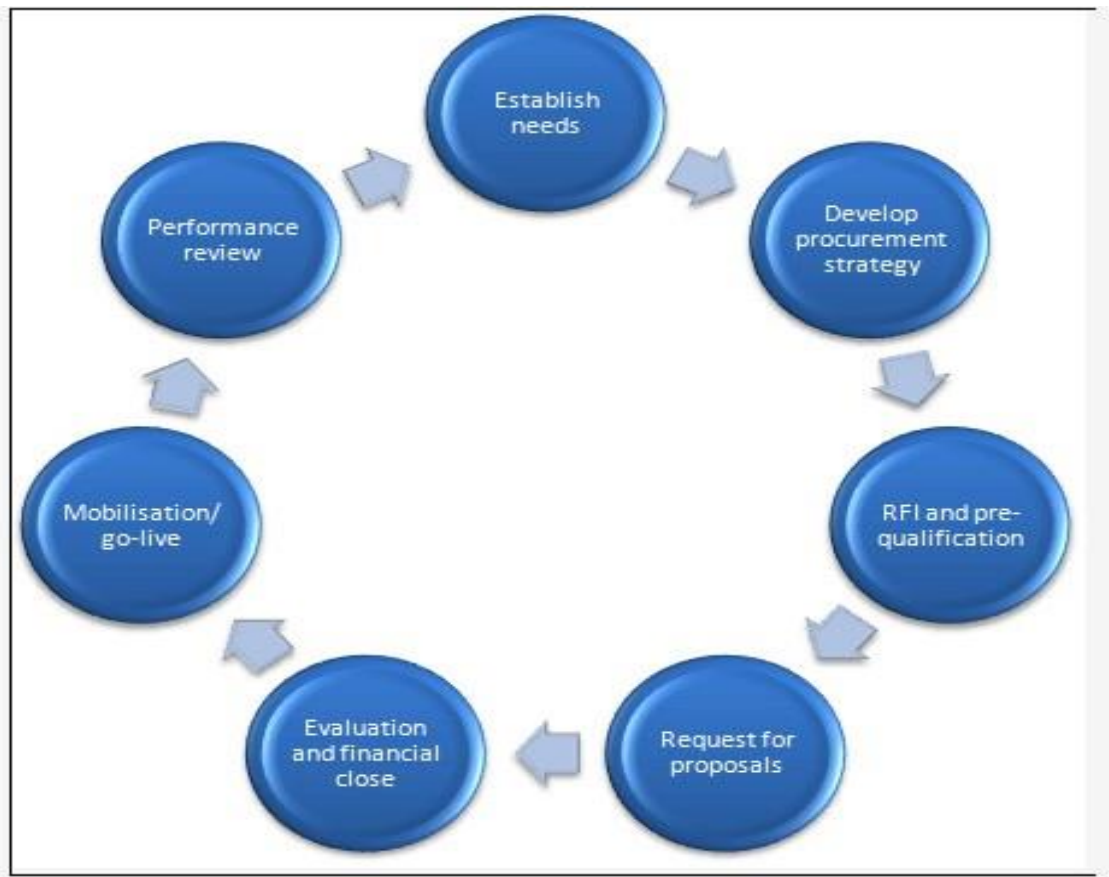 Establish
needs
Develop
procurement
strategy
RFI and pre-
qualification
Request for
proposals
Evaluation
and financial
close
Mobilisation/
go-live
Performance
review